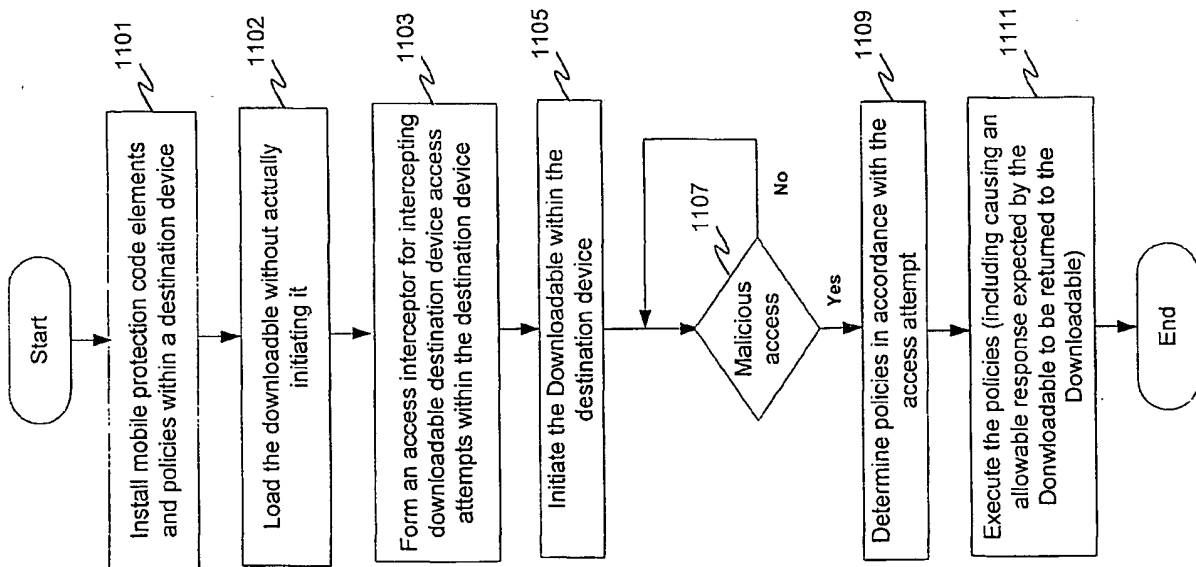 Start
1101
Install mobile protection code elements
and policies within a destination device
1102
Load the downloadable without actually
initiating it
1103
Form an access interceptor for intercepting
downloadable destination device access
attempts within the destination device
1105
Initiate the Downloadable within the
destination device
1107
Malicious
access
No
Yes
1109
Determine policies in accordance with the
access attempt
1111
Execute the policies (including causing an
allowable response expected by the
Donwloadable to be returned to the
Downloadable)
End